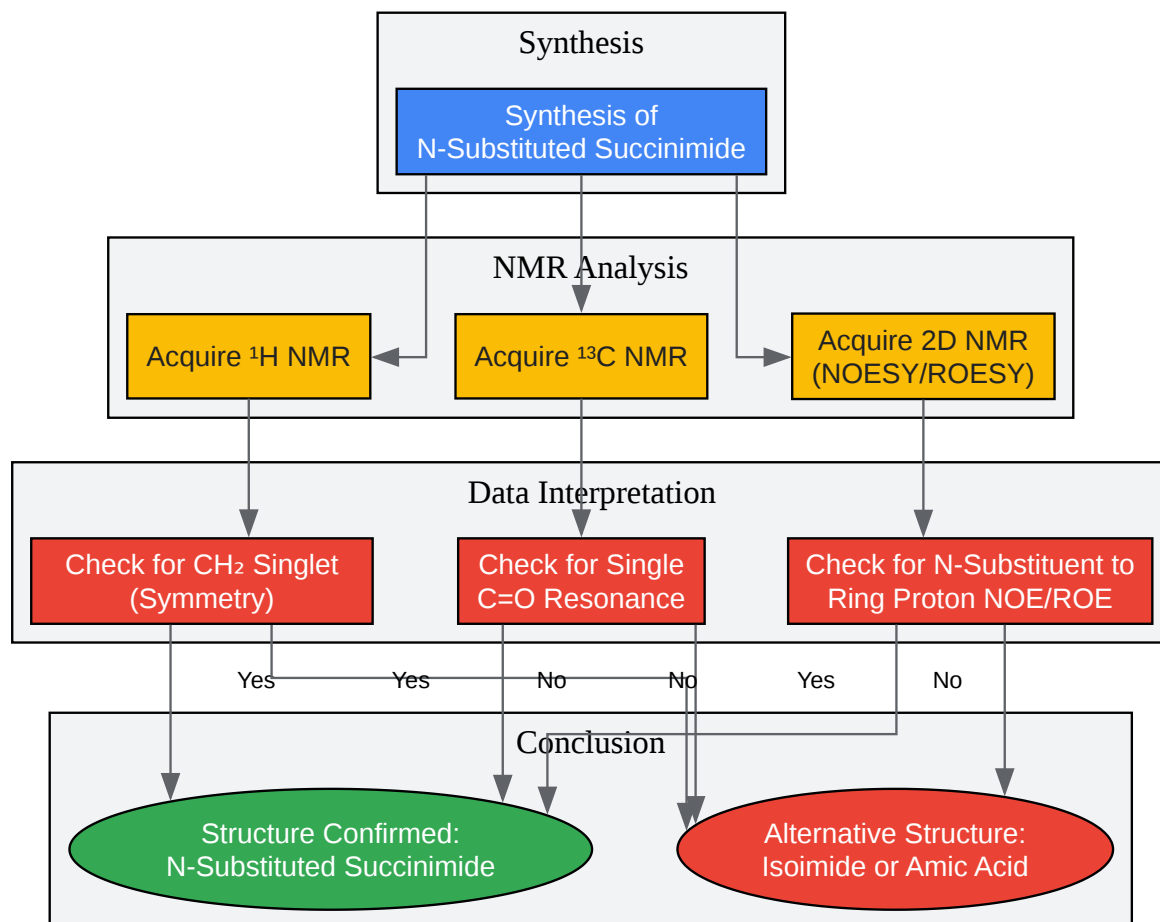 Synthesis
Synthesis of
N-Substituted Succinimide
NMR Analysis
Acquire ¹H NMR
Acquire ¹³C NMR
Acquire 2D NMR
(NOESY/ROESY)
Data Interpretation
Check for CH₂ Singlet
(Symmetry)
Check for Single
C=O Resonance
Check for N-Substituent to
Ring Proton NOE/ROE
Yes
Yes
No
No
Yes
No
Conclusion
Structure Confirmed:
N-Substituted Succinimide
Alternative Structure:
Isoimide or Amic Acid